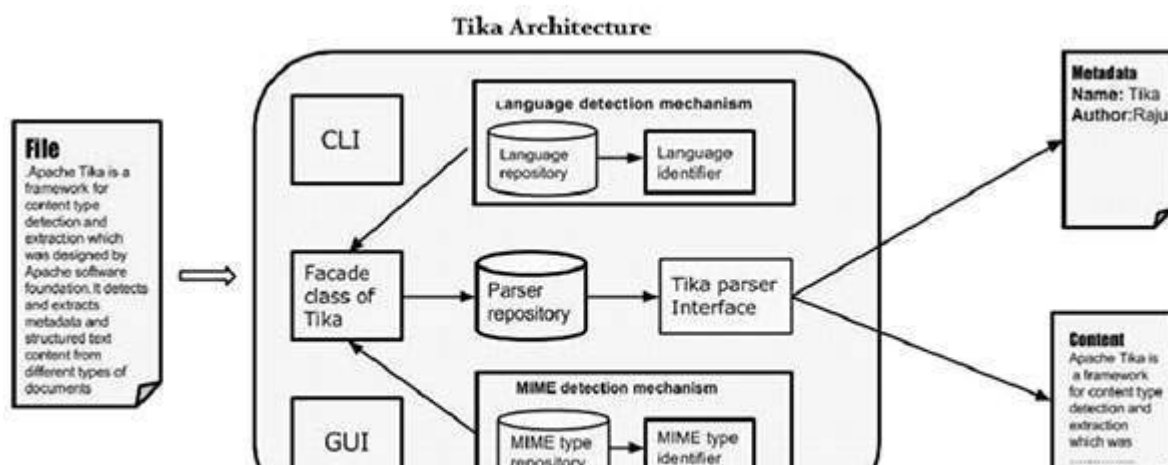 Tika Architecture
File
.Apache Tika is a
framework for
content type
detection and
extraction which
was designed by
Apache software
foundation.It detects
and extracts
metadata and
structured text
content from
different types of
documents
CLI
Language detection mechanism
Language
repository
Language
identifier
Facade
class of
Tika
Parser
repository
Tika parser
Interface
GUI
MIME detection mechanism
MIME type
repository
MIME type
identifier
Metadata
Name: Tika
Author:Raju
Content
Apache Tika is
a framework
for content type
detection and
extraction
which was